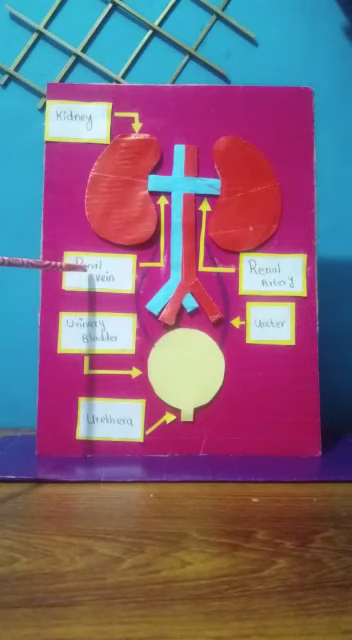 Kidney
Renal
vein
Renal
Artery
Urinary
Bladder
Ureter
Urethera